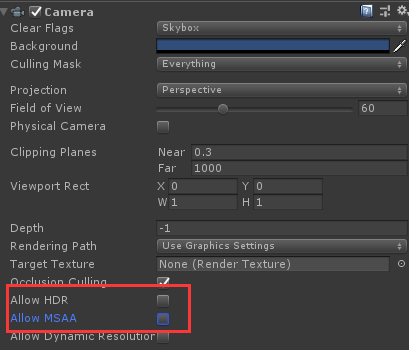 Camera
Clear Flags Skybox
Background
Culling Mask Everything
Projection Perspective
Field of View 60
Physical Camera
Clipping Planes Near 0.3
Far 1000
Viewport Rect X 0 Y 0
W 1 H 1
Depth -1
Rendering Path Use Graphics Settings
Target Texture None (Render Texture)
Occlusion Culling
Allow HDR
Allow MSAA
Allow Dynamic Resolution